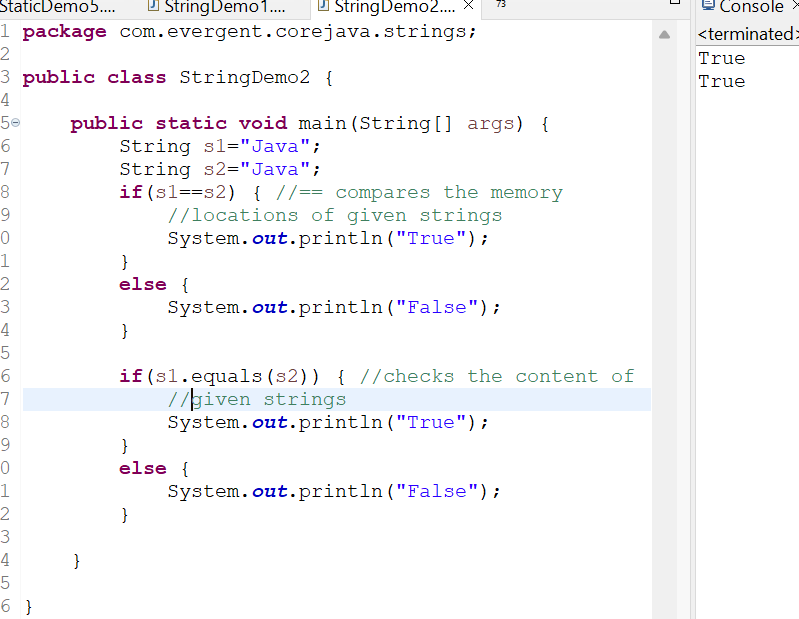 StaticDemo5.... StringDemo1.... StringDemo2.... 73 Console
<terminated>
True
True
1 package com.evergent.corejava.strings;
2
3 public class StringDemo2 {
4
5 public static void main(String[] args) {
6 String s1="Java";
7 String s2="Java";
8 if(s1==s2) { //== compares the memory
9 //locations of given strings
0 System.out.println("True");
1 }
2 else {
3 System.out.println("False");
4 }
5
6 if(s1.equals(s2)) { //checks the content of
7 //given strings
8 System.out.println("True");
9 }
0 else {
1 System.out.println("False");
2 }
3
4 }
5
6 }